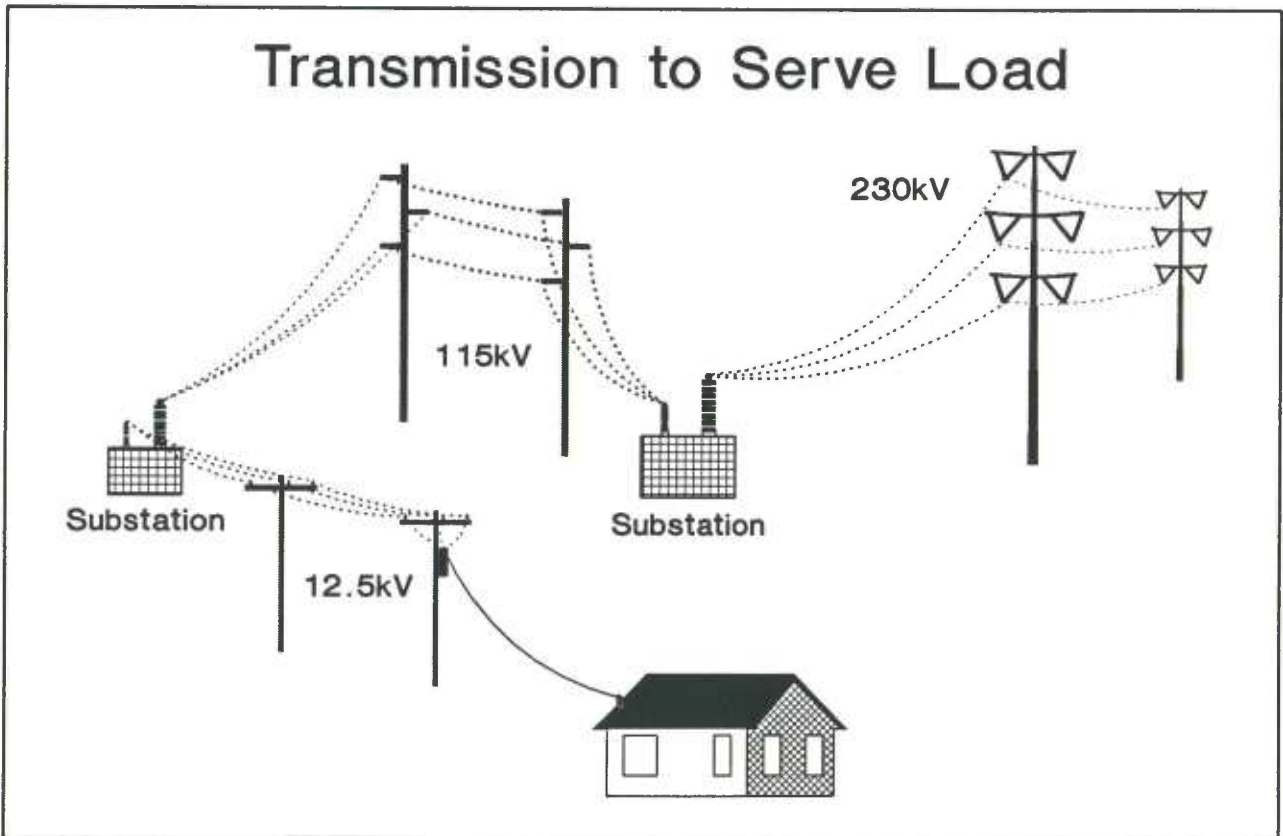 Transmission to Serve Load
230kV
115kV
Substation
Substation
12.5kV